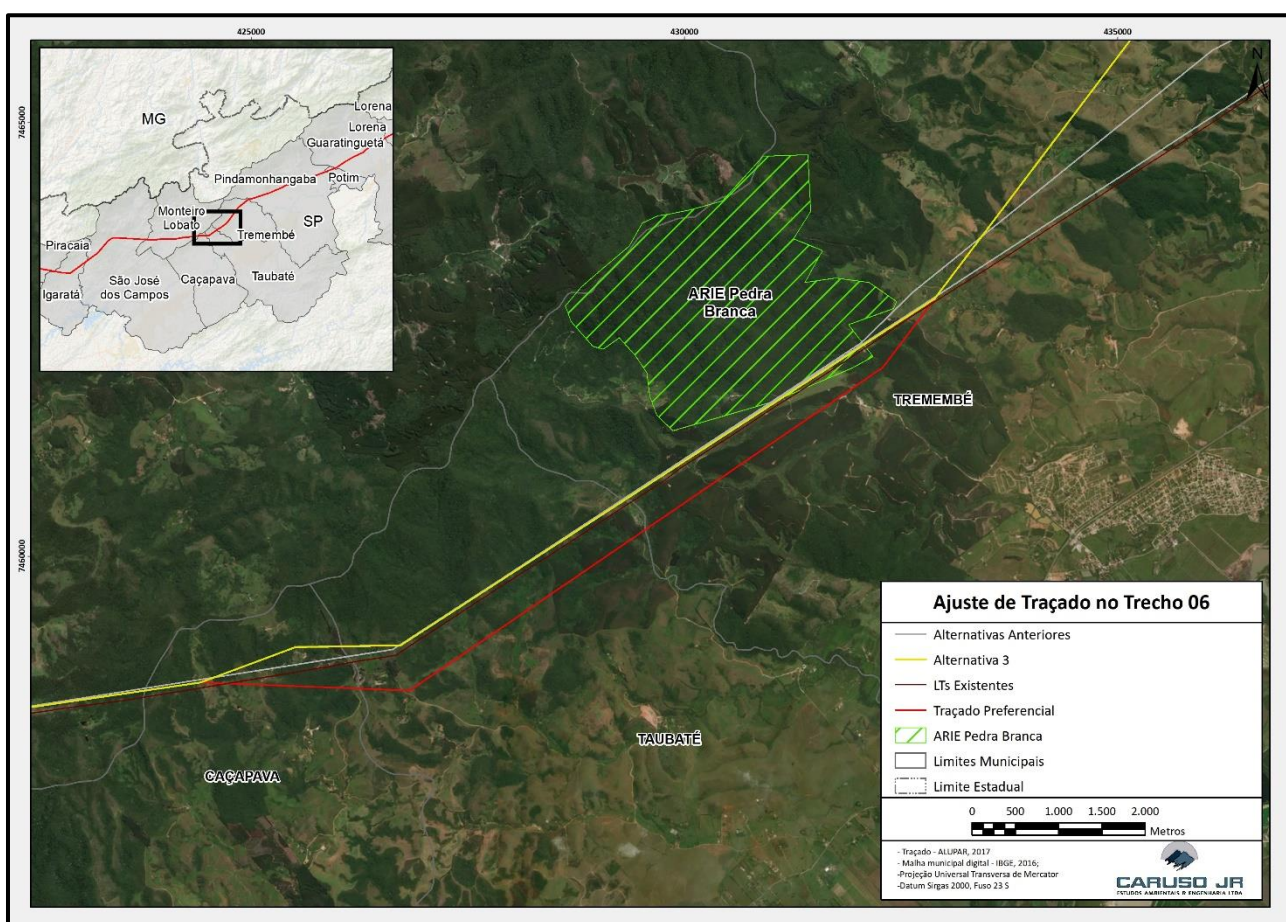 425000
430000
435000
7465000
7460000
N
MG
Lorena
Lorena
Guaratinguetá
Potim
Pindamonhangaba
Monteiro
Lobato
SP
Tremembé
Piracaia
São José
dos Campos
Caçapava
Taubaté
Igaratá
ARIE Pedra
Branca
TREMEMBÉ
TAUBATÉ
CAÇAPAVA
Ajuste de Traçado no Trecho 06
Alternativas Anteriores
Alternativa 3
LTs Existentes
Traçado Preferencial
ARIE Pedra Branca
Limites Municipais
Limite Estadual
0 500 1.000 1.500 2.000
Metros
- Traçado - ALUPAR, 2017
- Malha municipal digital - IBGE, 2016;
-Projeção Universal Transversa de Mercator
-Datum Sirgas 2000, Fuso 23 S
CARUSO JR
ESTUDOS AMBIENTAIS & ENGENHARIA LTDA